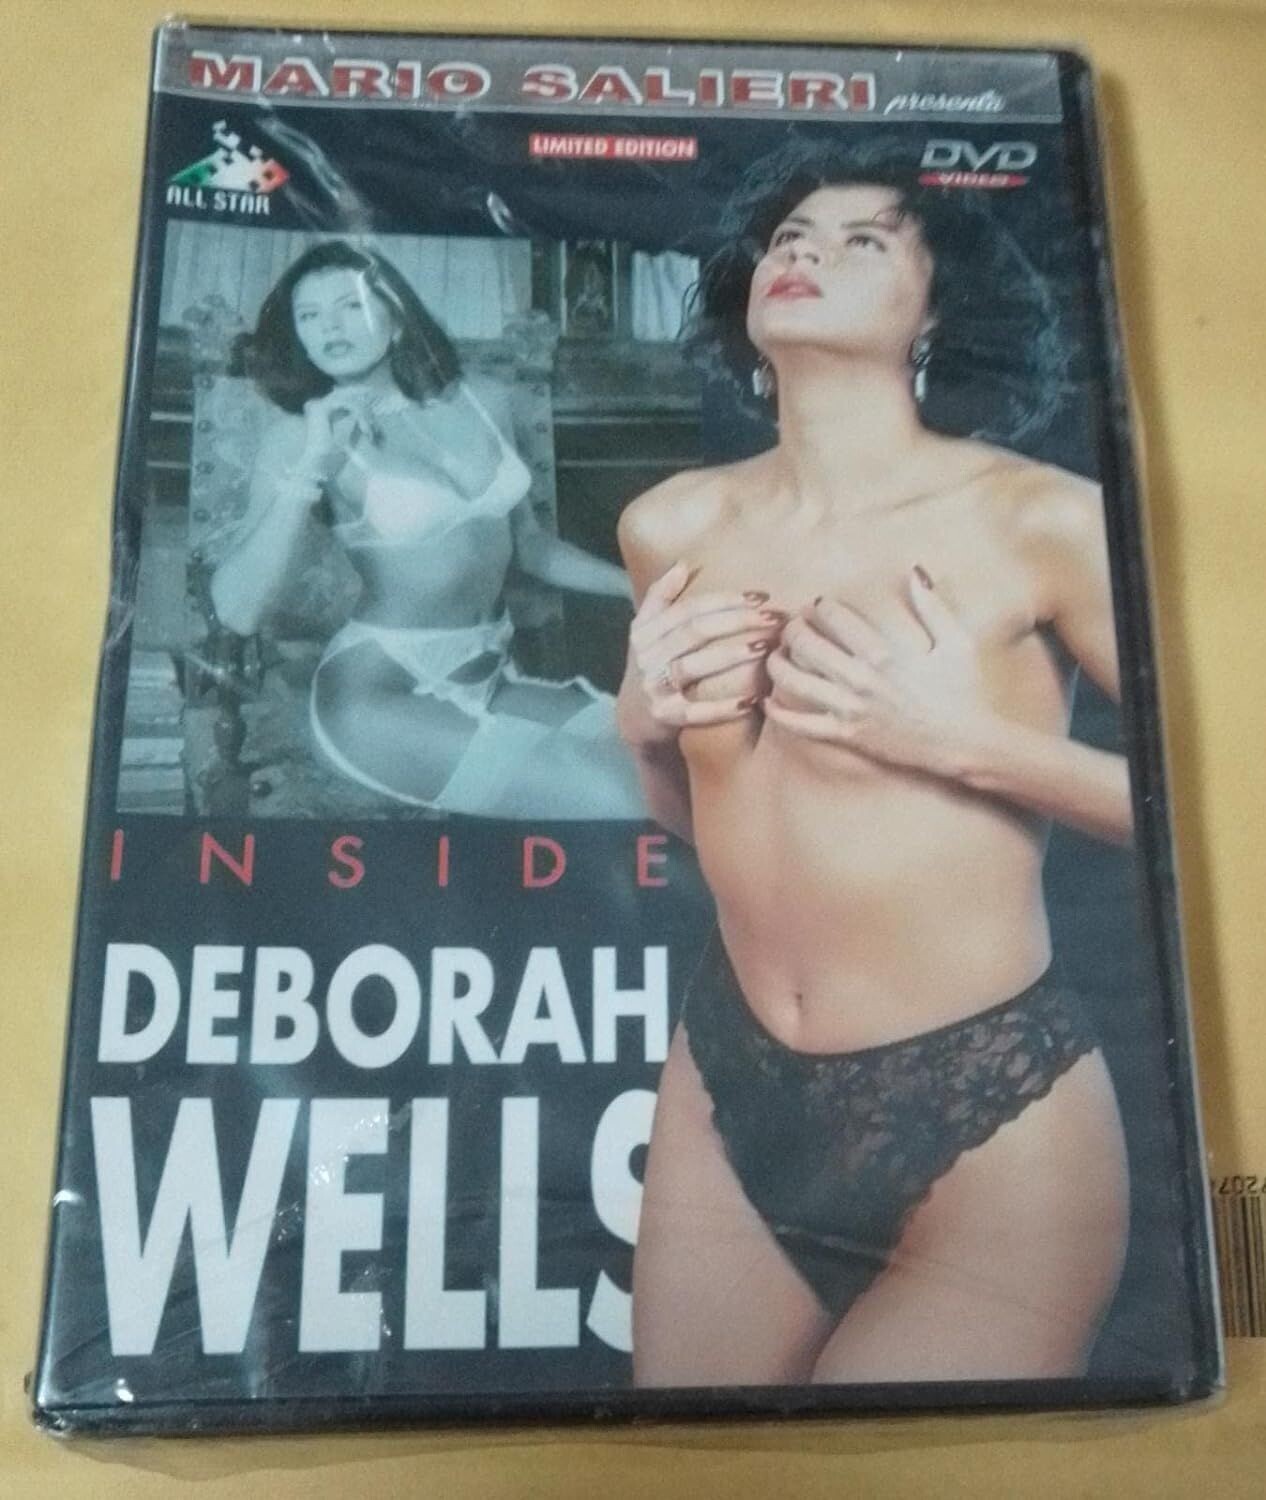 MARIO SALIERI presenta
LIMITED EDITION
DVD
VIDEO
ALL STAR
INSIDE
DEBORAH
WELLS